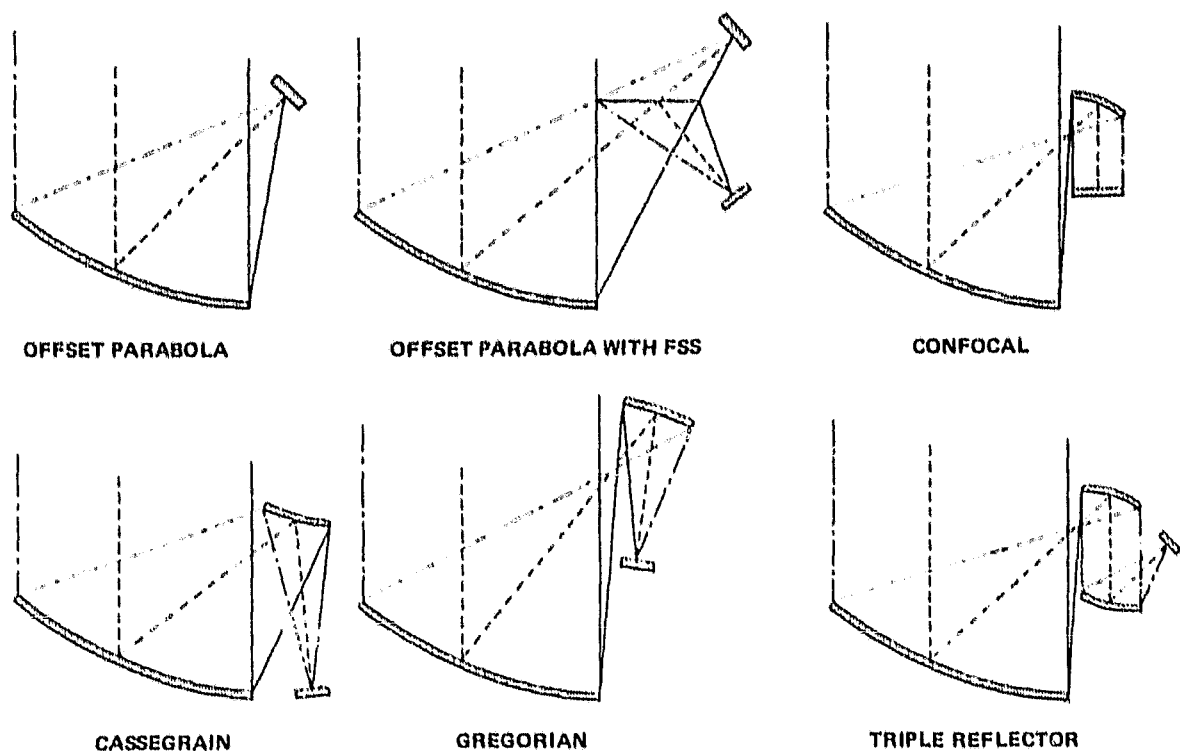 OFFSET PARABOLA
OFFSET PARABOLA WITH FSS
CONFOCAL
CASSEGRAIN
GREGORIAN
TRIPLE REFLECTOR